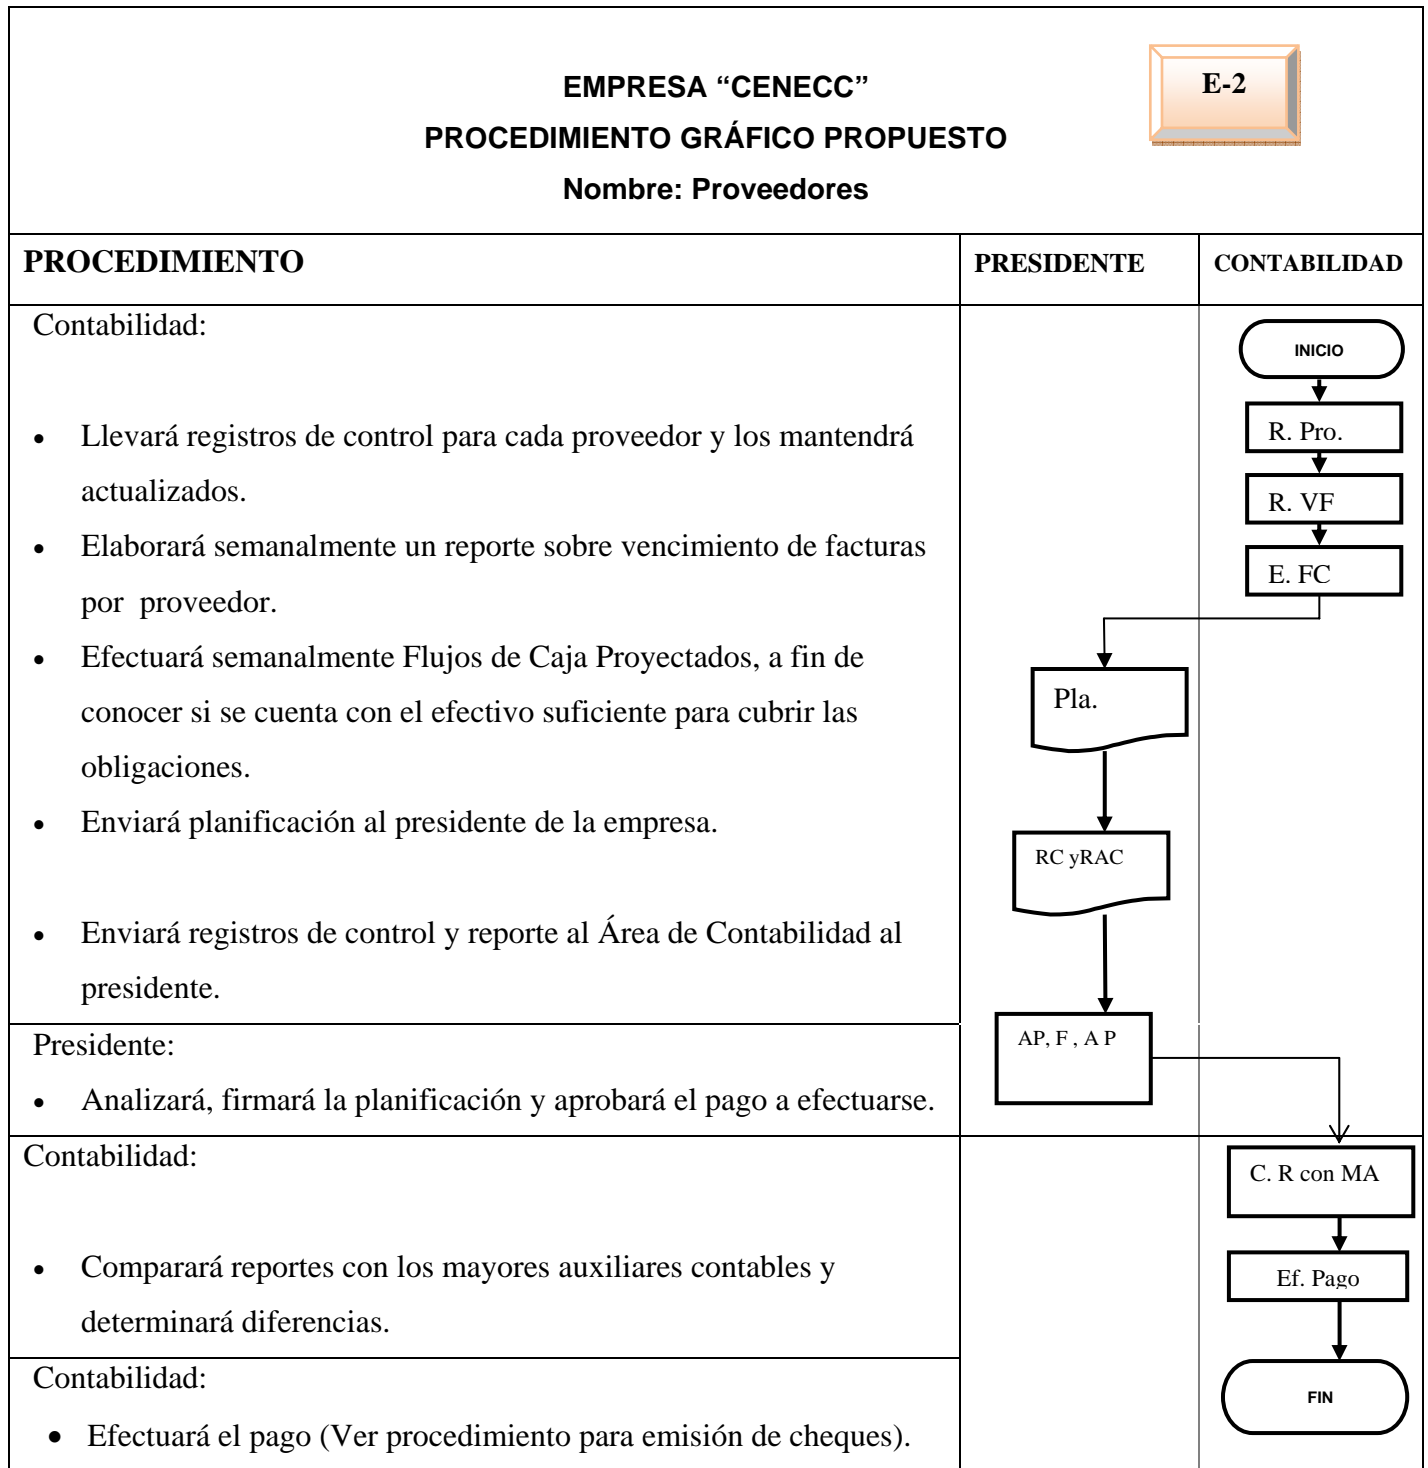 EMPRESA “CENECC”
E-2
PROCEDIMIENTO GRÁFICO PROPUESTO
Nombre: Proveedores
PROCEDIMIENTO
PRESIDENTE
CONTABILIDAD
Contabilidad:
• Llevará registros de control para cada proveedor y los mantendrá
actualizados.
• Elaborará semanalmente un reporte sobre vencimiento de facturas
por proveedor.
• Efectuará semanalmente Flujos de Caja Proyectados, a fin de
conocer si se cuenta con el efectivo suficiente para cubrir las
obligaciones.
• Enviará planificación al presidente de la empresa.
• Enviará registros de control y reporte al Área de Contabilidad al
presidente.
INICIO
R. Pro.
R. VF
E. FC
Pla.
RC yRAC
Presidente:
• Analizará, firmará la planificación y aprobará el pago a efectuarse.
AP, F , A P
Contabilidad:
• Comparará reportes con los mayores auxiliares contables y
determinará diferencias.
C. R con MA
Ef. Pago
Contabilidad:
• Efectuará el pago (Ver procedimiento para emisión de cheques).
FIN